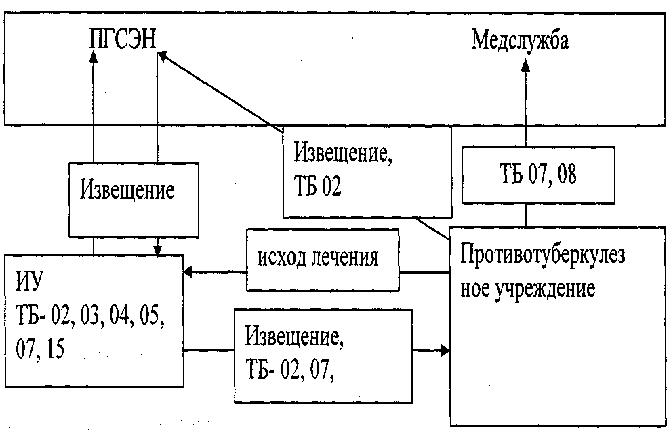 ПГСЭН
Медслужба
Извещение,
ТБ 02
ТБ 07, 08
Извещение
исход лечения
Противотуберкулез
ное учреждение
ИУ
ТБ- 02, 03, 04, 05,
07, 15
Извещение,
ТБ- 02, 07,